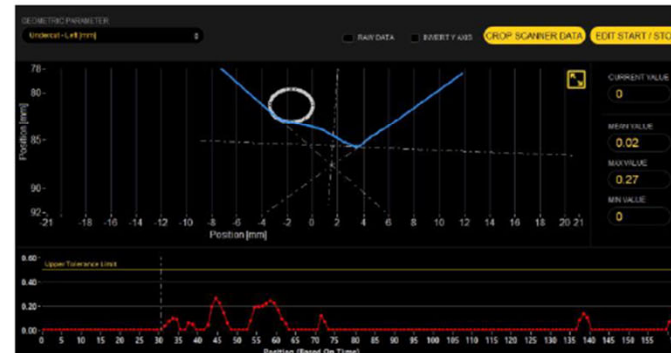 GEOMETRIC PARAMETER
Undercut - Left [mm]
RAW DATA
INVERT Y AXIS
CROP SCANNER DATA
EDIT START / STO
78
80
85
90
92
Position [mm]
-21 -18 -16 -14 -12 -10 -8 -6 -4 -2 0 2 4 6 8 10 12 14 16 18 20 21
Position [mm]
CURRENT VALUE
0
MEAN VALUE
0.02
MAX VALUE
0.27
MIN VALUE
0
Upper Tolerance Limit
0.60
0.40
0.20
0.00
0 5 10 15 20 25 30 35 40 45 50 55 60 65 70 75 80 85 90 95 100 105 110 115 120 125 130 135 140 145 150 155
Position (Based On Time)